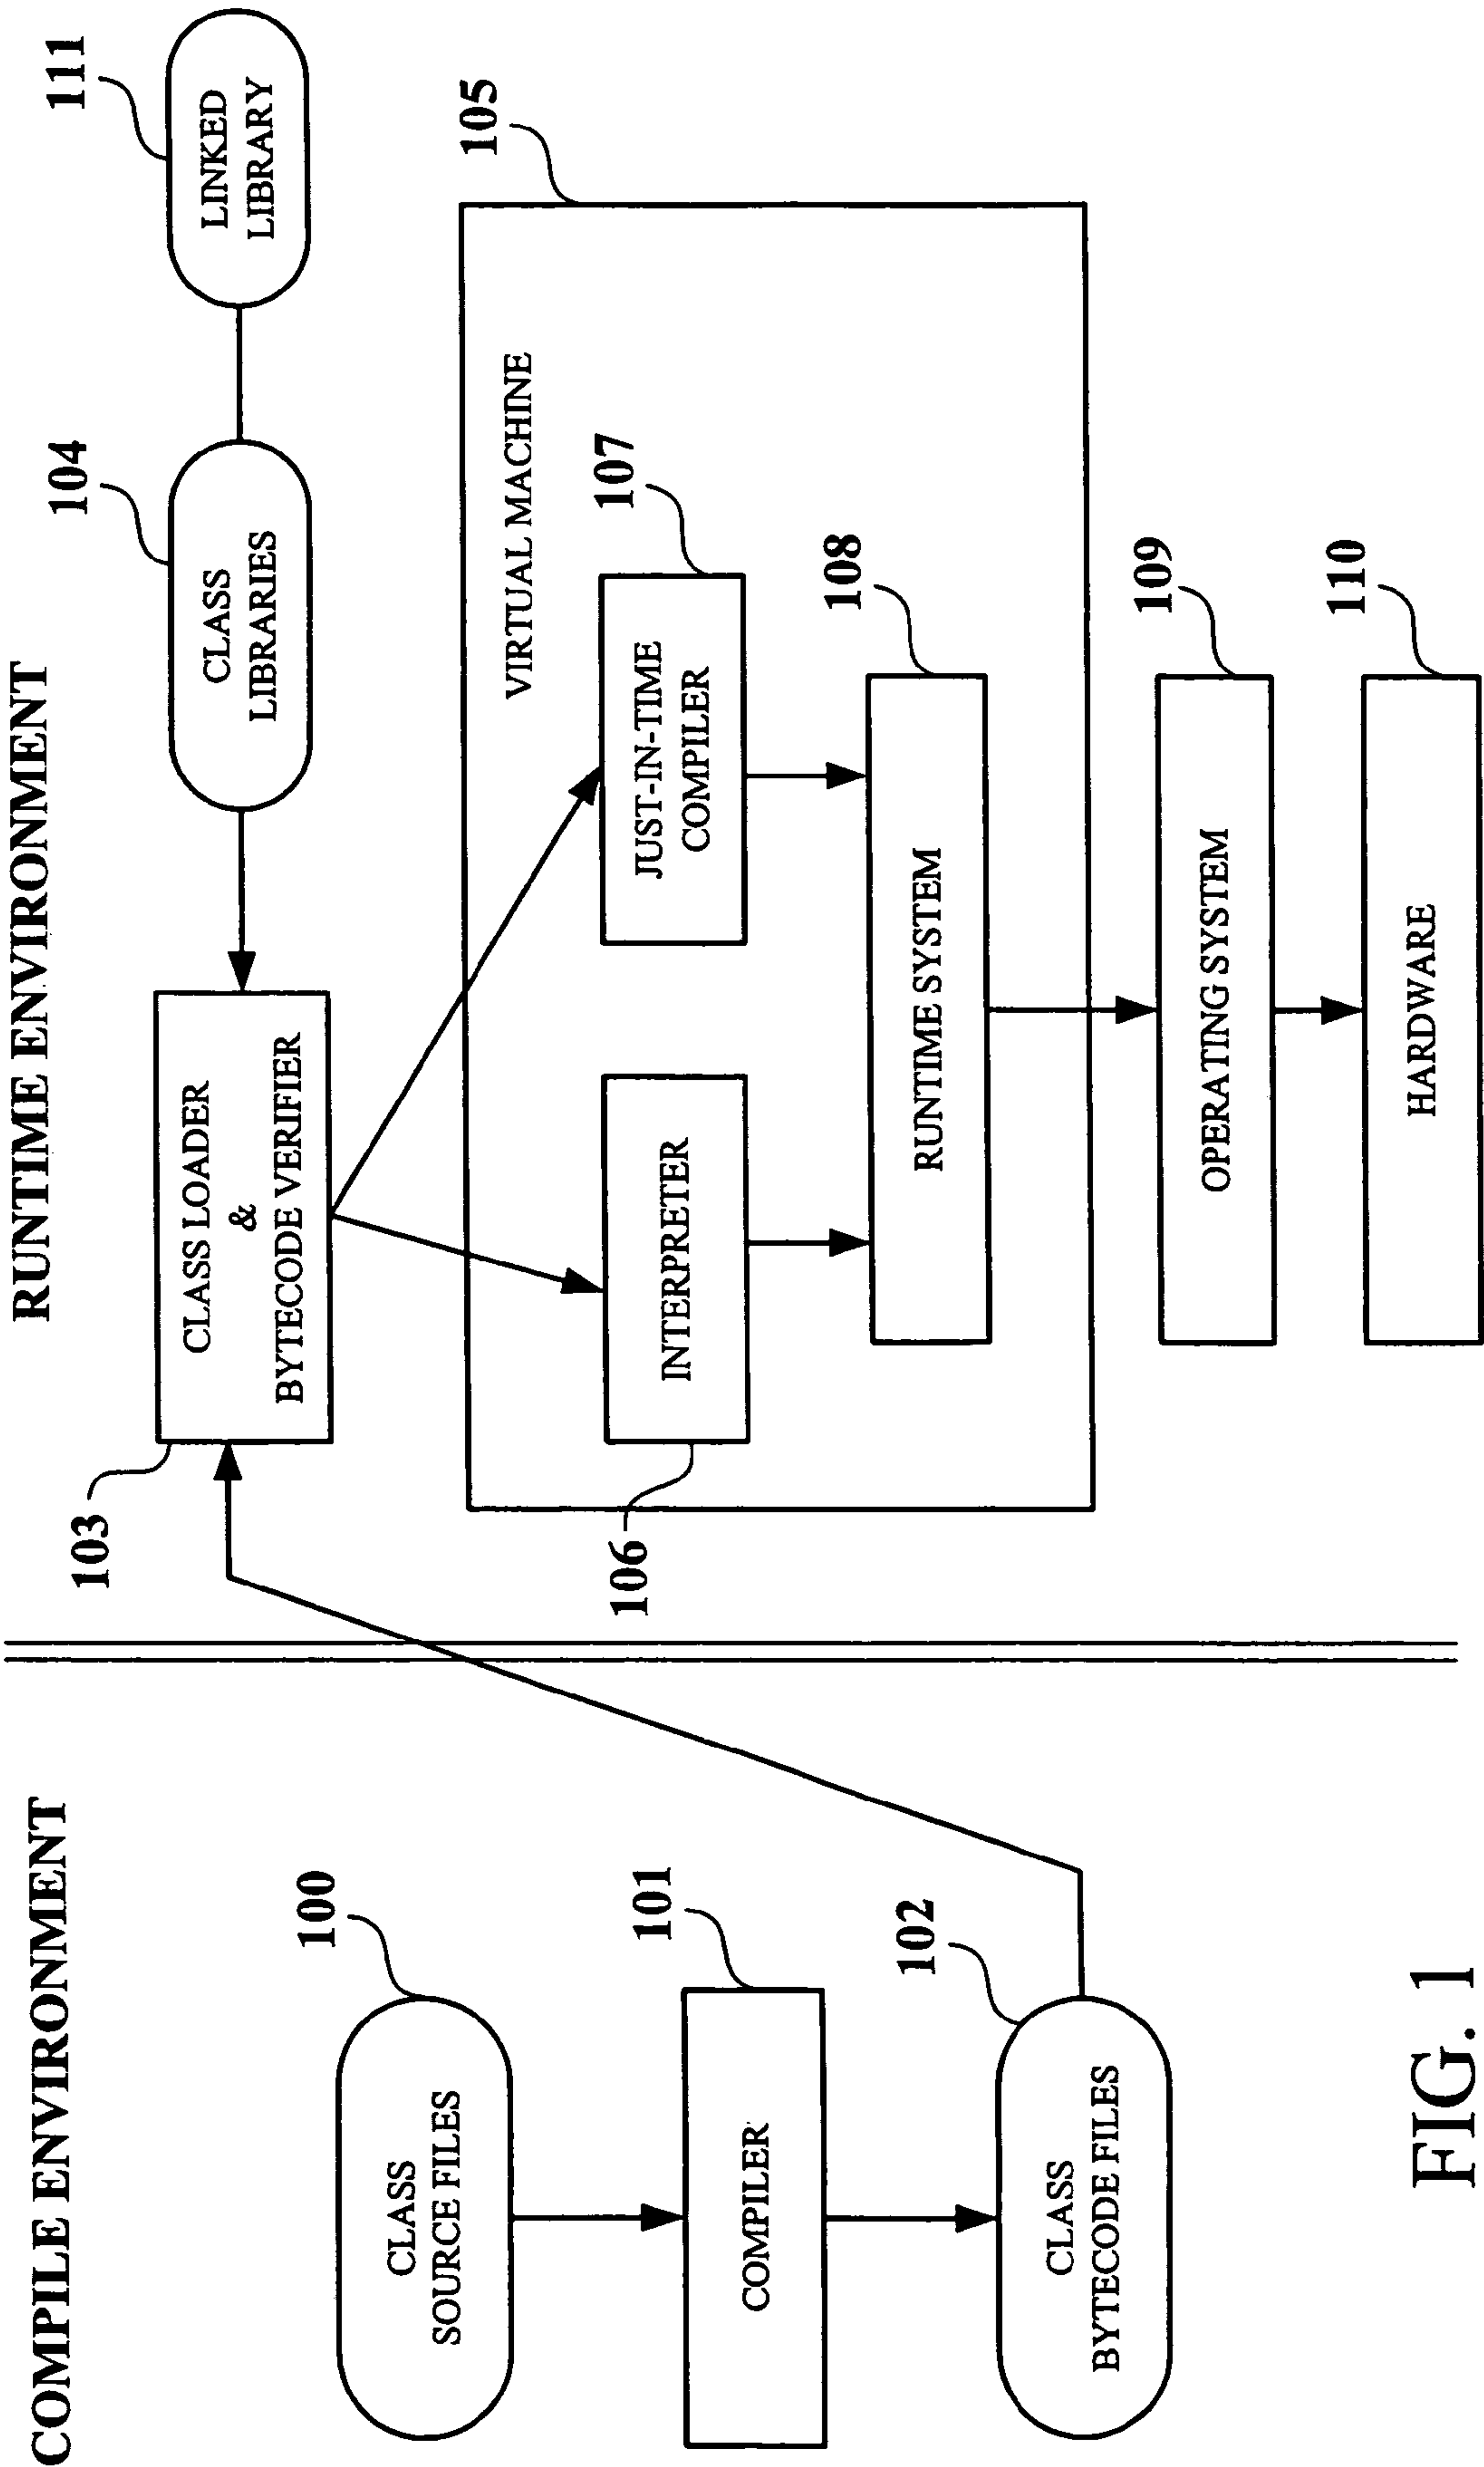 COMPILE ENVIRONMENT
100
CLASS
SOURCE FILES
101
COMPILER
102
CLASS
BYTECODE FILES
RUNTIME ENVIRONMENT
103
CLASS LOADER
&
BYTECODE VERIFIER
104
CLASS
LIBRARIES
111
LINKED
LIBRARY
105
VIRTUAL MACHINE
106
INTERPRETER
107
JUST-IN-TIME
COMPILER
108
RUNTIME SYSTEM
109
OPERATING SYSTEM
110
HARDWARE
FIG. 1